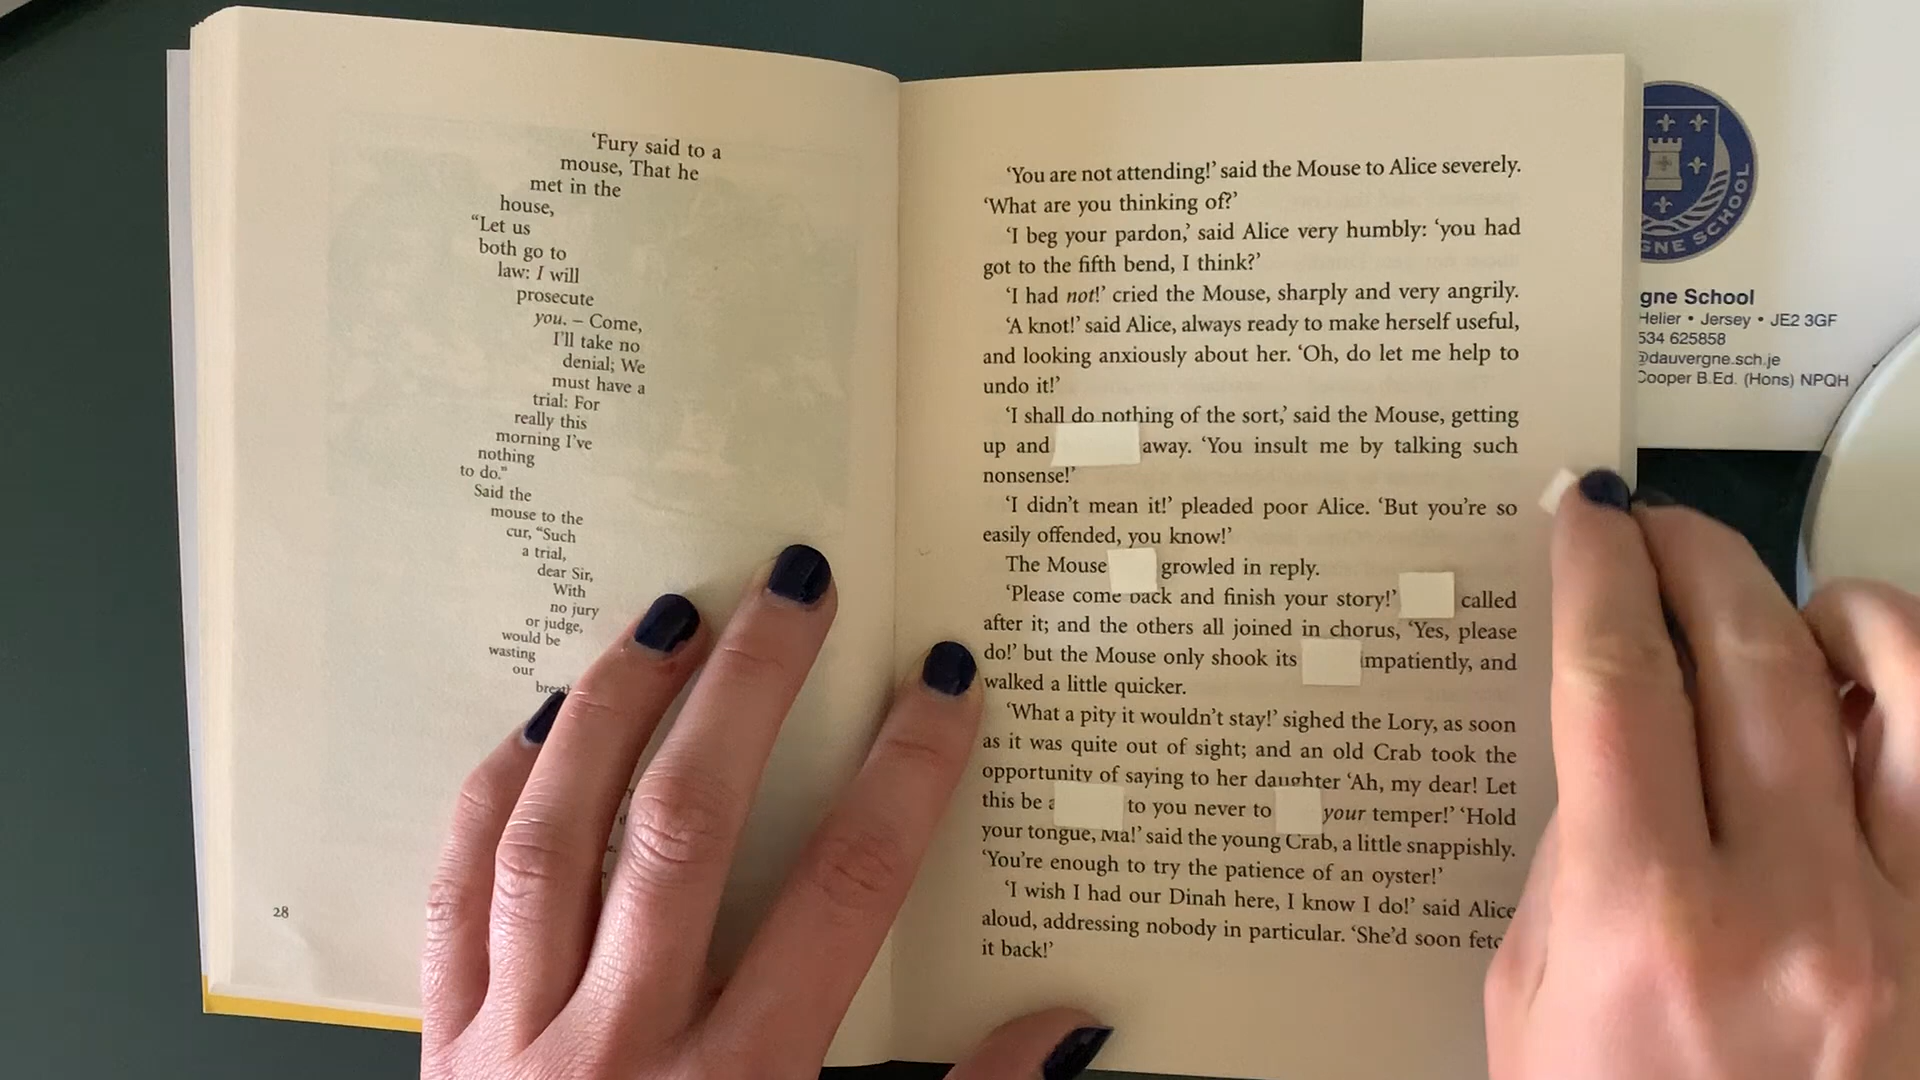 ‘Fury said to a
mouse, That he
met in the
house,
“Let us
both go to
law: I will
prosecute
you. – Come,
I’ll take no
denial; We
must have a
trial: For
really this
morning I’ve
nothing
to do.”
Said the
mouse to the
cur, “Such
a trial,
dear Sir,
With
no jury
or judge,
would be
wasting
our
28
‘You are not attending!’ said the Mouse to Alice severely.
‘What are you thinking of?’
‘I beg your pardon,’ said Alice very humbly: ‘you had
got to the fifth bend, I think?’
‘I had not!’ cried the Mouse, sharply and very angrily.
‘A knot!’ said Alice, always ready to make herself useful,
and looking anxiously about her. ‘Oh, do let me help to
undo it!’
‘I shall do nothing of the sort,’ said the Mouse, getting
up and away. ‘You insult me by talking such
nonsense!’
‘I didn’t mean it!’ pleaded poor Alice. ‘But you’re so
easily offended, you know!’
The Mouse growled in reply.
‘Please come back and finish your story!’ called
after it; and the others all joined in chorus, ‘Yes, please
do!’ but the Mouse only shook its impatiently, and
walked a little quicker.
‘What a pity it wouldn’t stay!’ sighed the Lory, as soon
as it was quite out of sight; and an old Crab took the
opportunity of saying to her daughter ‘Ah, my dear! Let
this be a to you never to your temper!’ ‘Hold
your tongue, Ma!’ said the young Crab, a little snappishly.
‘You’re enough to try the patience of an oyster!’
‘I wish I had our Dinah here, I know I do!’ said Alice
aloud, addressing nobody in particular. ‘She’d soon
it back!’
GNE SCHOOL
gne School
Helier • Jersey • JE2 3GF
534 625858
@dauvergne.sch.je
Cooper B.Ed. (Hons) NPQH